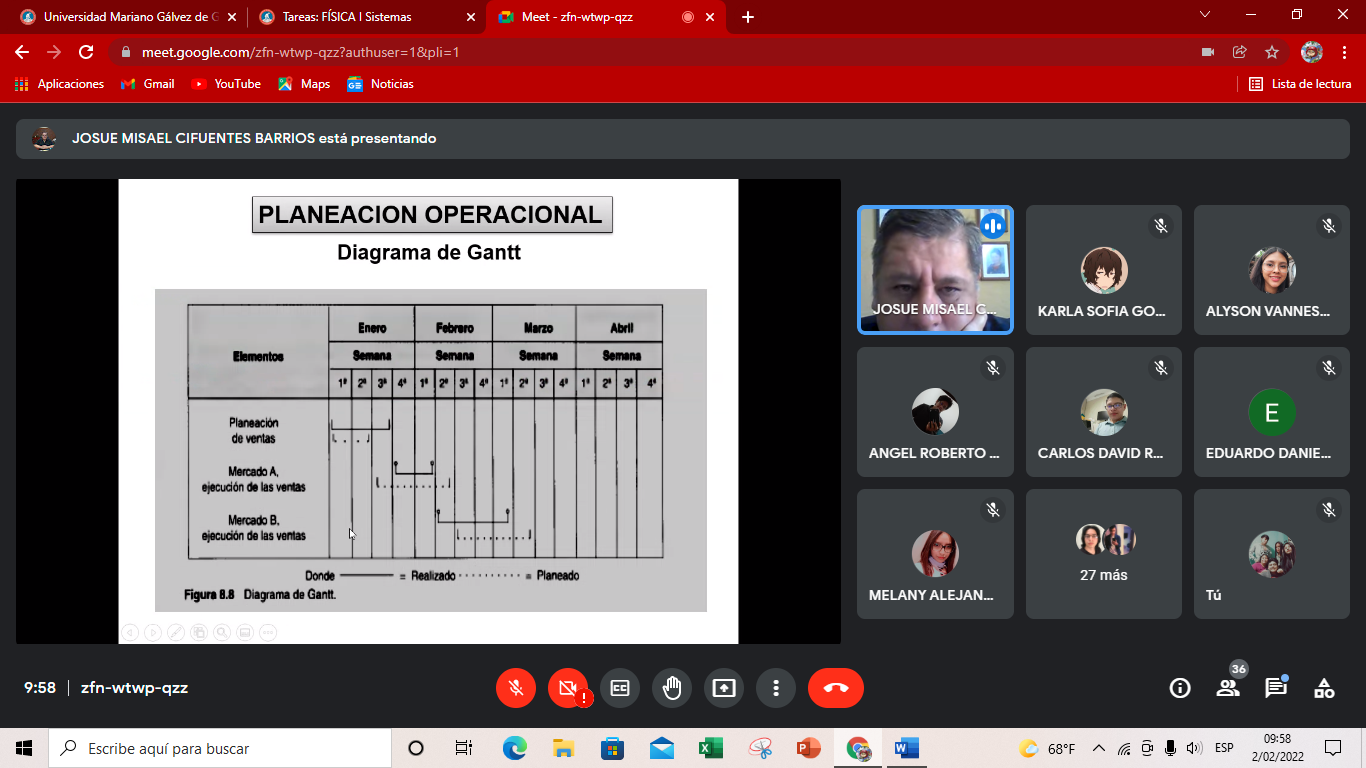 Universidad Mariano Gálvez de G
Tareas: FÍSICA I Sistemas
Meet - zfn-wtwp-qzz
meet.google.com/zfn-wtwp-qzz?authuser=1&pli=1
Aplicaciones
Gmail
YouTube
Maps
Noticias
Lista de lectura
JOSUE MISAEL CIFUENTES BARRIOS está presentando
PLANEACION OPERACIONAL
Diagrama de Gantt
Elementos
Enero Febrero Marzo Abril
Semana Semana Semana Semana
1ª 2ª 3ª 4ª 1ª 2ª 3ª 4ª 1ª 2ª 3ª 4ª 1ª 2ª 3ª 4ª
Planeación
de ventas
Mercado A,
ejecución de las ventas
Mercado B,
ejecución de las ventas
Donde = Realizado = Planeado
Figura 8.8 Diagrama de Gantt.
JOSUE MISAEL C...
KARLA SOFIA GO...
ALYSON VANNES...
ANGEL ROBERTO ...
CARLOS DAVID R...
E
EDUARDO DANIE...
MELANY ALEJAN...
27 más
Tú
9:58 | zfn-wtwp-qzz
36
Escribe aquí para buscar
68°F
ESP
09:58
2/02/2022